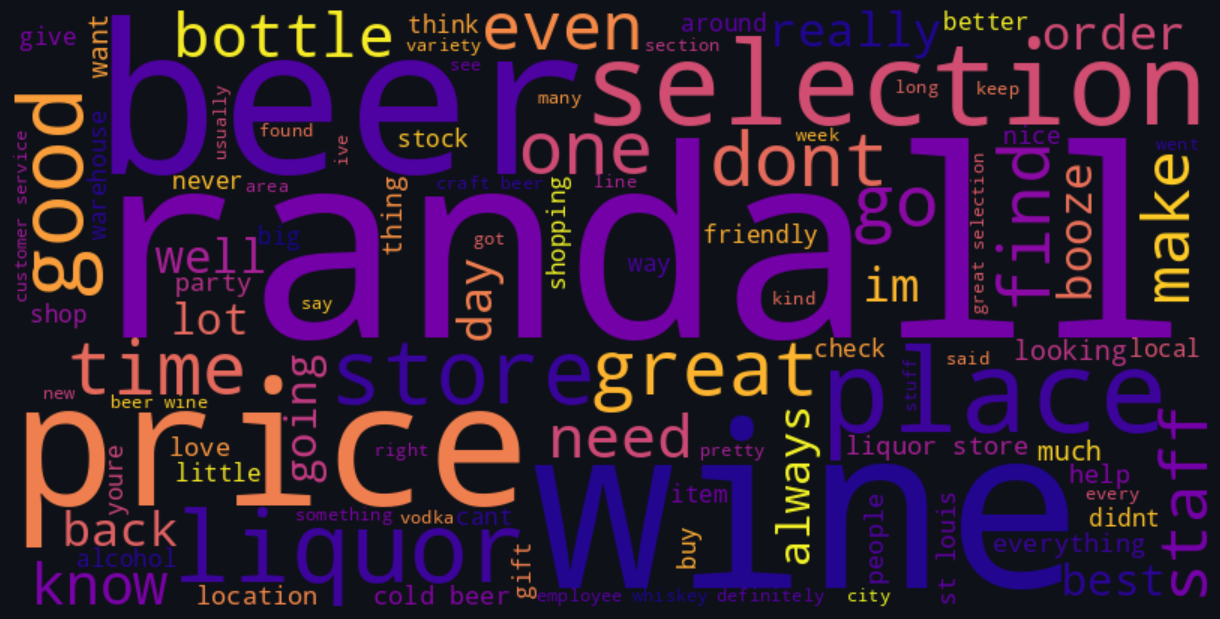 give
want
bottle
think
even
around
really
better
.order
variety
section
see
beer
selection
many
long
keep
good
usually
found
ive
stock
one
dont
week
nice
went
customer service
warehouse
never
area
thing
craft beer
shopping
line
randall
go
great selection
find
booze
make
well
big
party
got
day
way
friendly
kind
im
say
shop
lot
time.
going
store
great
check
place
stuff
said
looking
local
new
beer wine
price
youre
love
little
right
need
pretty
always
liquor store
much
staff
wine
item
help
every
didnt
back
liquor
something
vodka
cant
buy
people
st louis
everything
alcohol
know
location
cold beer
gift
employee
whiskey
definitely
city
best